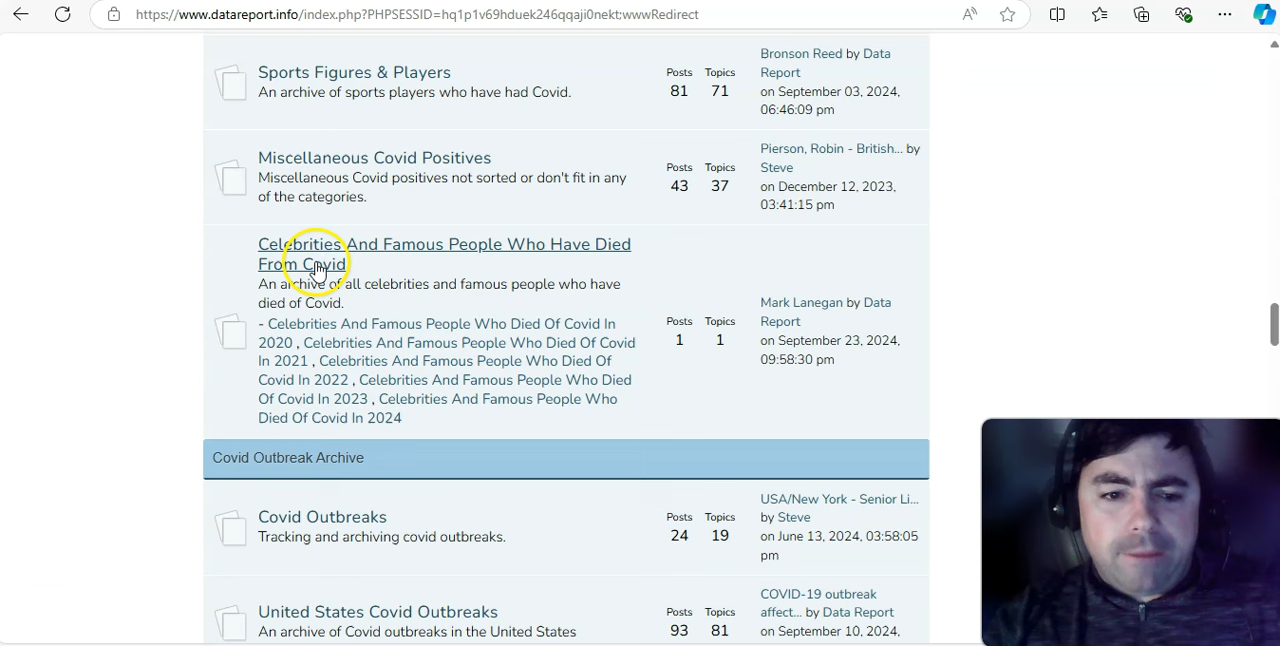 https://www.datareport.info/index.php?PHPSESSID=hq1p1v69hduek246qqaji0nekt;wwwRedirect
Sports Figures & Players
An archive of sports players who have had Covid.
Posts
81
Topics
71
Bronson Reed by Data
Report
on September 03, 2024,
06:46:09 pm
Miscellaneous Covid Positives
Miscellaneous Covid positives not sorted or don't fit in any
of the categories.
Posts
43
Topics
37
Pierson, Robin - British... by
Steve
on December 12, 2023,
03:41:15 pm
Celebrities And Famous People Who Have Died
From Covid
An archive of all celebrities and famous people who have
died of Covid.
- Celebrities And Famous People Who Died Of Covid In
2020 , Celebrities And Famous People Who Died Of Covid
In 2021 , Celebrities And Famous People Who Died Of
Covid In 2022 , Celebrities And Famous People Who Died
Of Covid In 2023 , Celebrities And Famous People Who
Died Of Covid In 2024
Posts
1
Topics
1
Mark Lanegan by Data
Report
on September 23, 2024,
09:58:30 pm
Covid Outbreak Archive
Covid Outbreaks
Tracking and archiving covid outbreaks.
Posts
24
Topics
19
USA/New York - Senior Li...
by Steve
on June 13, 2024, 03:58:05
pm
United States Covid Outbreaks
An archive of Covid outbreaks in the United States
Posts
93
Topics
81
COVID-19 outbreak
affect... by Data Report
on September 10, 2024,